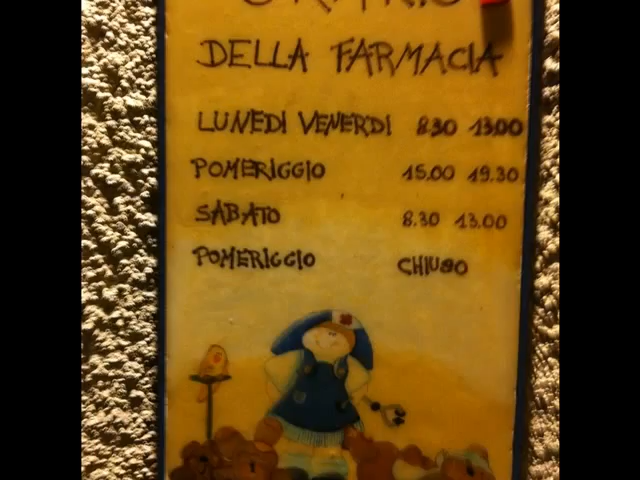 ORARIO
DELLA FARMACIA
LUNEDI VENERDI 8.30 13.00
POMERIGGIO 15.00 19.30
SABATO 8.30 13.00
POMERIGGIO CHIUSO